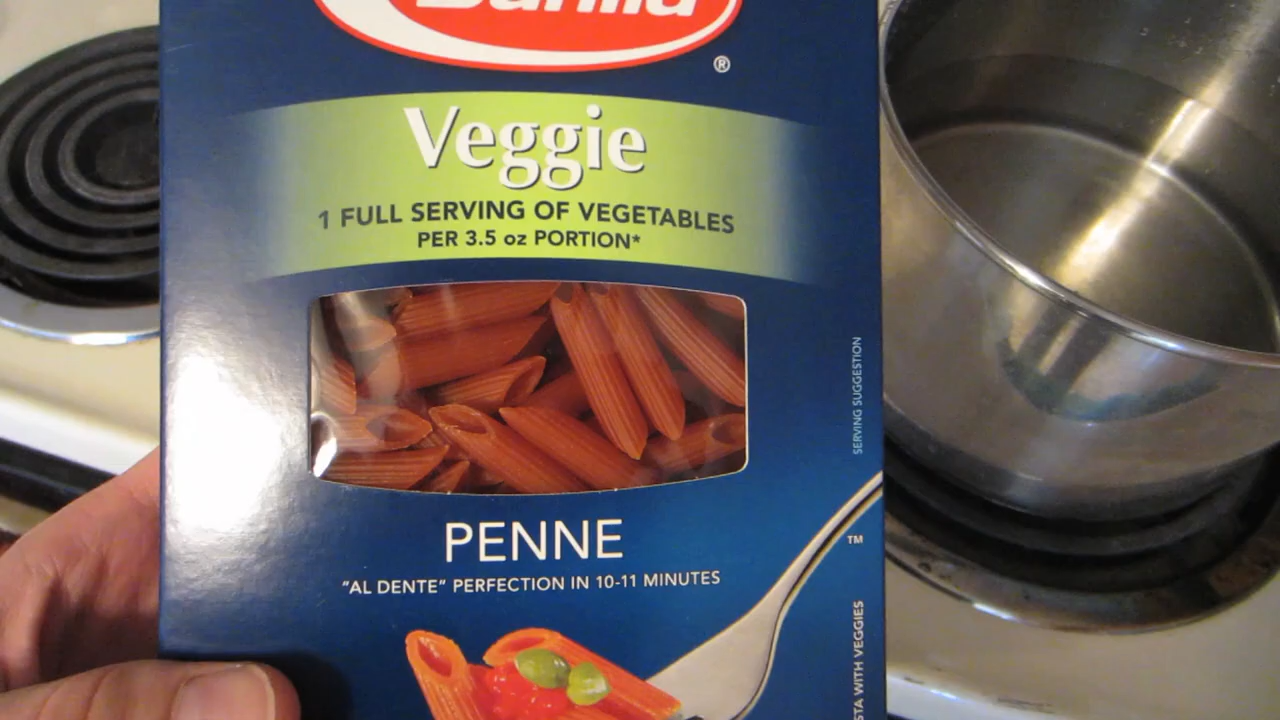 Barilla
®
Veggie
1 FULL SERVING OF VEGETABLES
PER 3.5 oz PORTION*
SERVING SUGGESTION
PENNE
TM
"AL DENTE" PERFECTION IN 10-11 MINUTES
WITH VEGGIES